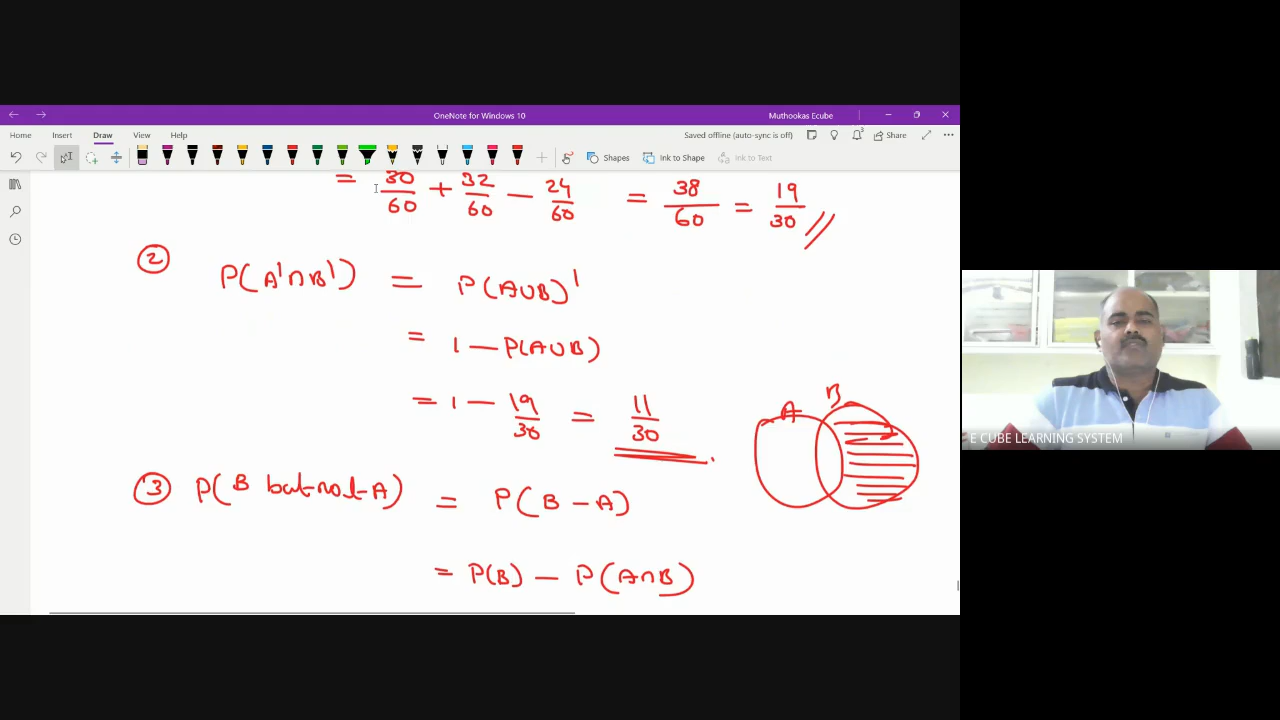 OneNote for Windows 10
Muthookas Ecube
Home Insert Draw View Help
Saved offline (auto-sync is off)
Share
Shapes
Ink to Shape
Ink to Text
= 30/60 + 32/60 − 24/60 = 38/60 = 19/30 //
② P(A'∩B') = P(A∪B)'
= 1 − P(A∪B)
= 1 − 19/30 = 11/30
A B
③ P(B but not A) = P(B − A)
= P(B) − P(A∩B)
E CUBE LEARNING SYSTEM